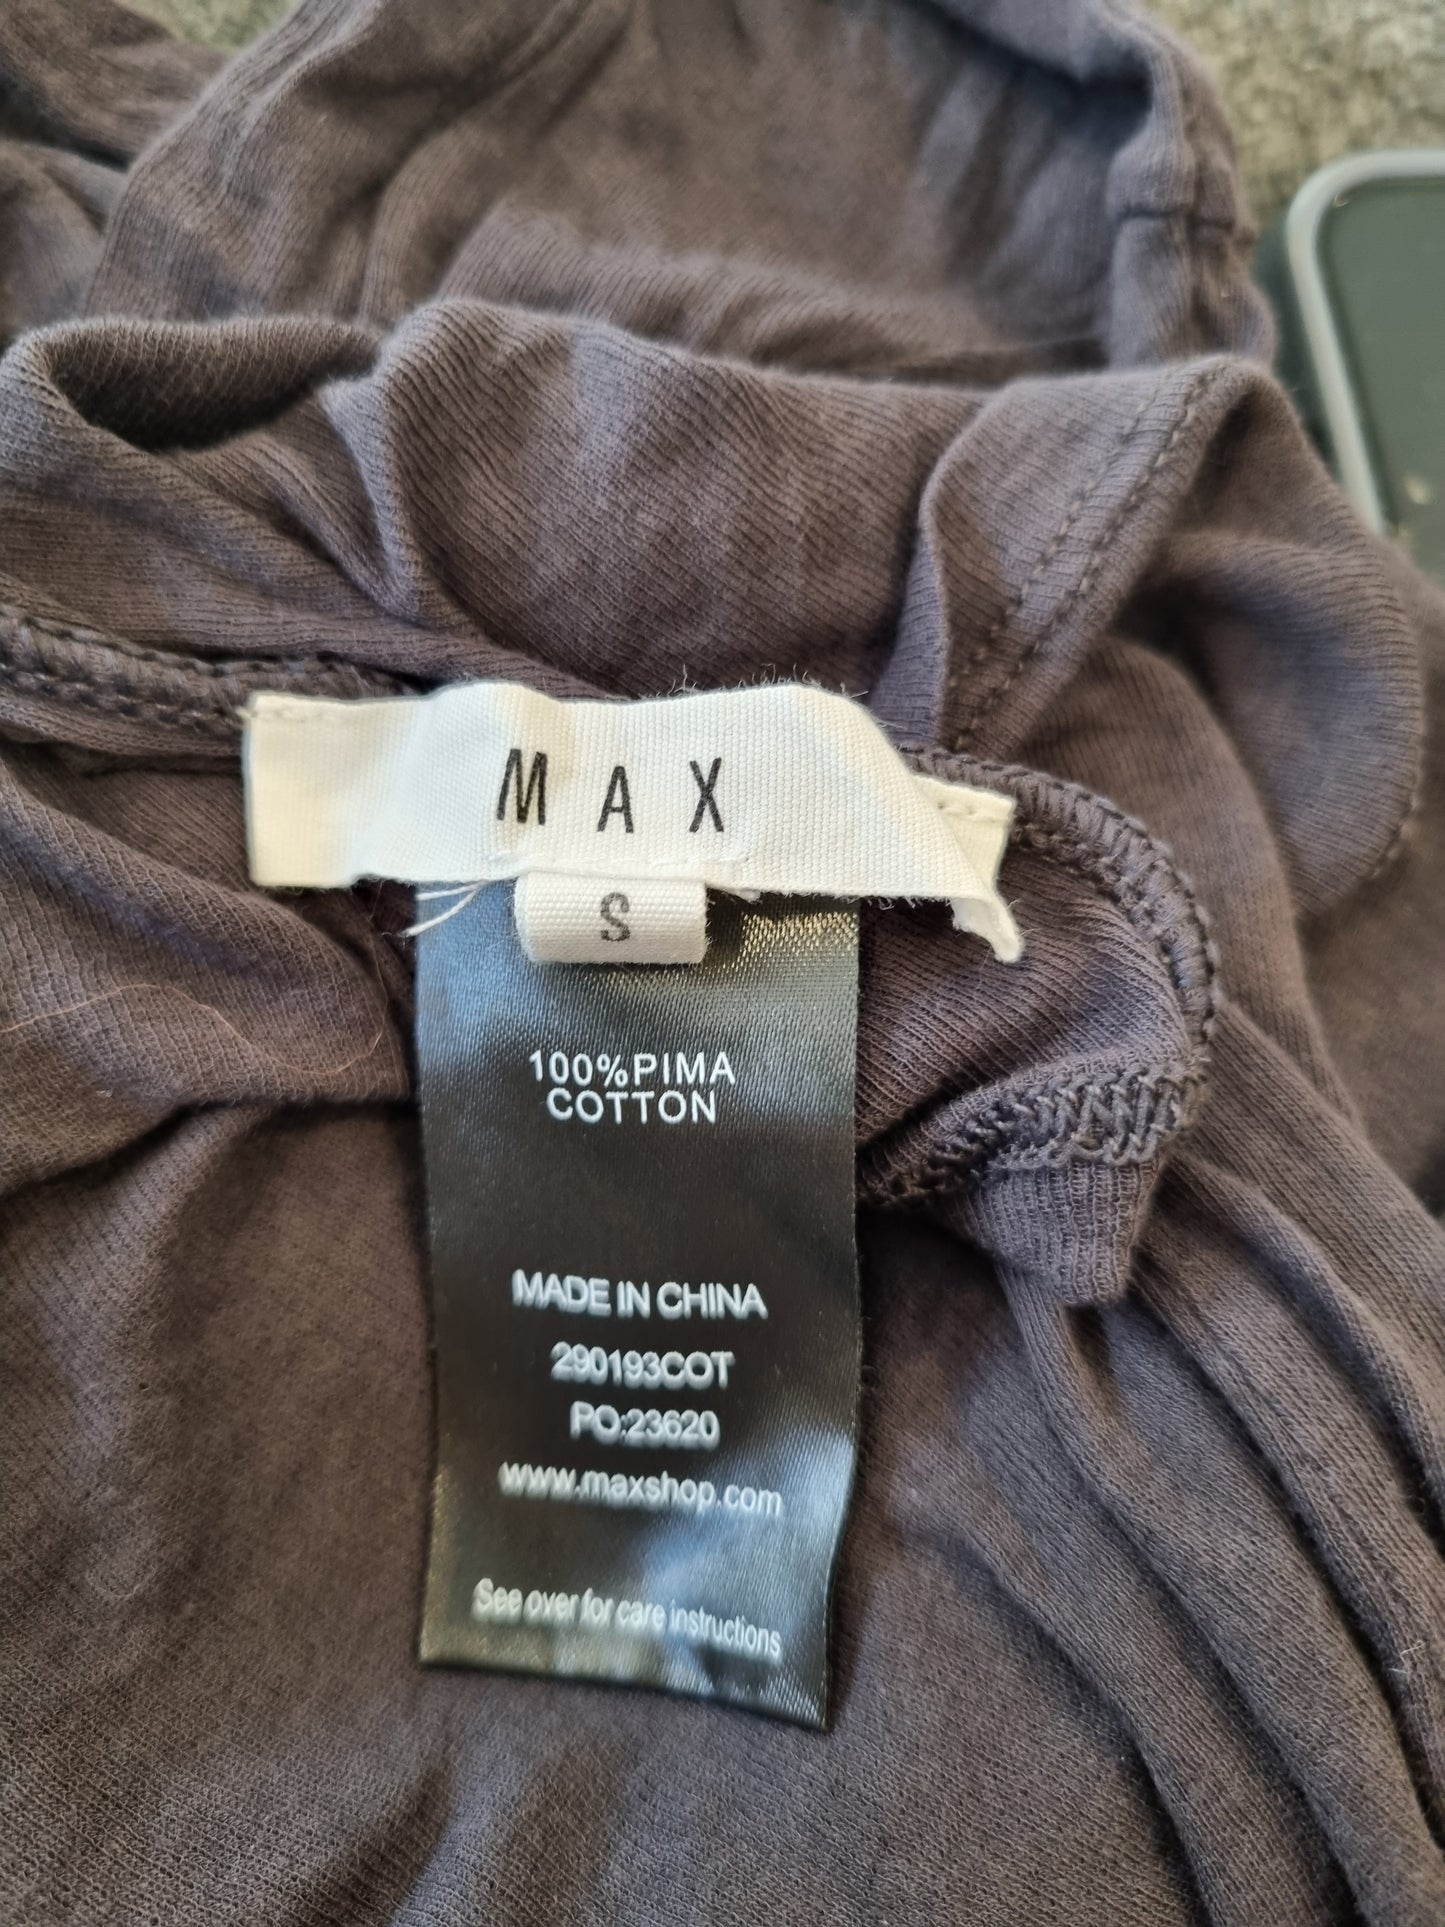 MAX
S
100%PIMA
COTTON
MADE IN CHINA
290193COT
PO:23620
www.maxshop.com
See over for care instructions